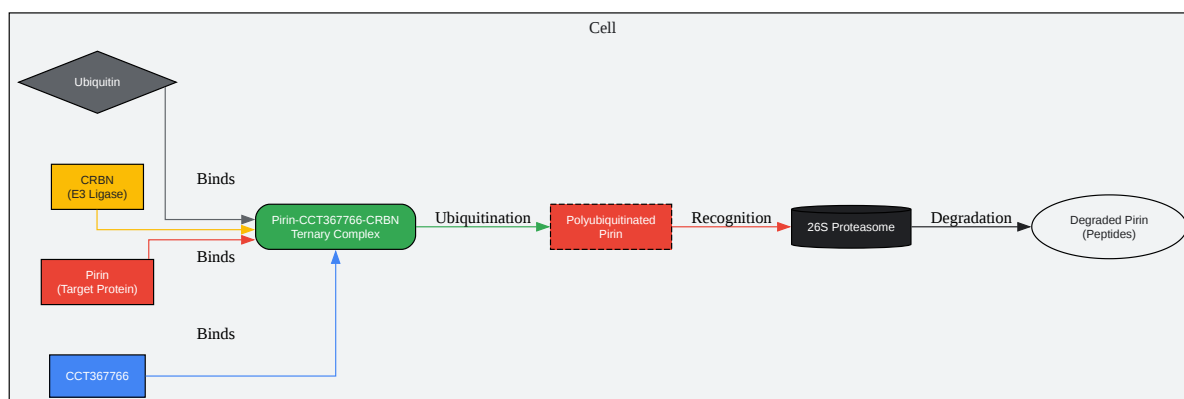 Cell
Ubiquitin
Binds
CRBN
(E3 Ligase)
Pirin-CCT367766-CRBN
Ternary Complex
Ubiquitination
Polyubiquitinated
Pirin
Recognition
26S Proteasome
Degradation
Degraded Pirin
(Peptides)
Binds
Pirin
(Target Protein)
Binds
CCT367766